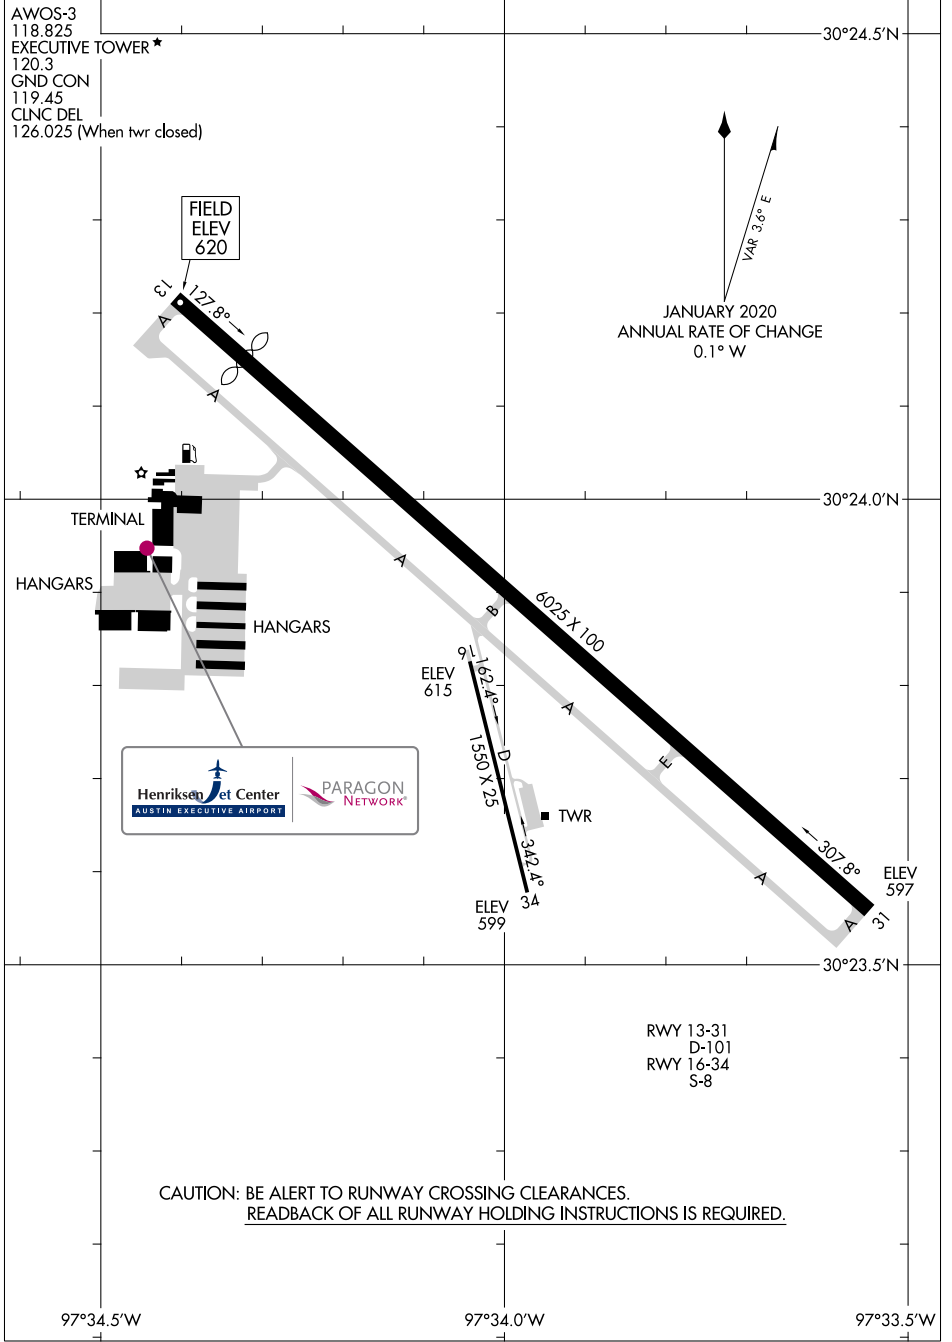 AWOS-3
118.825
EXECUTIVE TOWER★
120.3
GND CON
119.45
CLNC DEL
126.025 (When twr closed)
30°24.5'N
VAR 3.6° E
JANUARY 2020
ANNUAL RATE OF CHANGE
0.1° W
FIELD
ELEV
620
13
127.8°
A
A
30°24.0'N
TERMINAL
HANGARS
HANGARS
A
B
6025 X 100
16
162.4°
ELEV
615
A
D
1550 X 25
E
Henriksen Jet Center
AUSTIN EXECUTIVE AIRPORT
PARAGON
NETWORK®
TWR
342.4°
34
ELEV
599
A
307.8°
ELEV
597
A
31
30°23.5'N
RWY 13-31
D-101
RWY 16-34
S-8
CAUTION: BE ALERT TO RUNWAY CROSSING CLEARANCES.
READBACK OF ALL RUNWAY HOLDING INSTRUCTIONS IS REQUIRED.
97°34.5'W
97°34.0'W
97°33.5'W